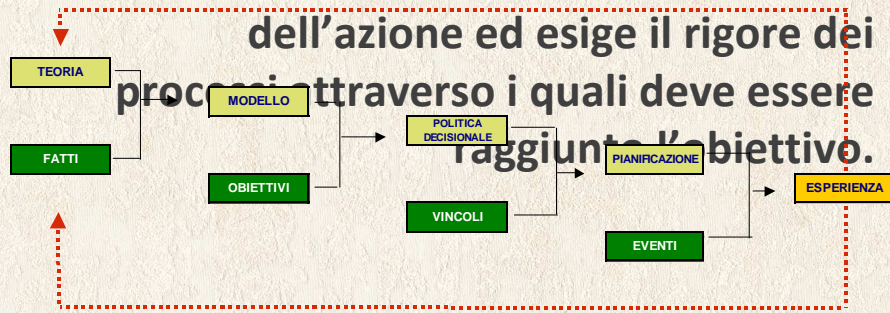 dell’azione ed esige il rigore dei
processi attraverso i quali deve essere
raggiunto l’obiettivo.
TEORIA
MODELLO
POLITICA
DECISIONALE
FATTI
PIANIFICAZIONE
OBIETTIVI
ESPERIENZA
VINCOLI
EVENTI